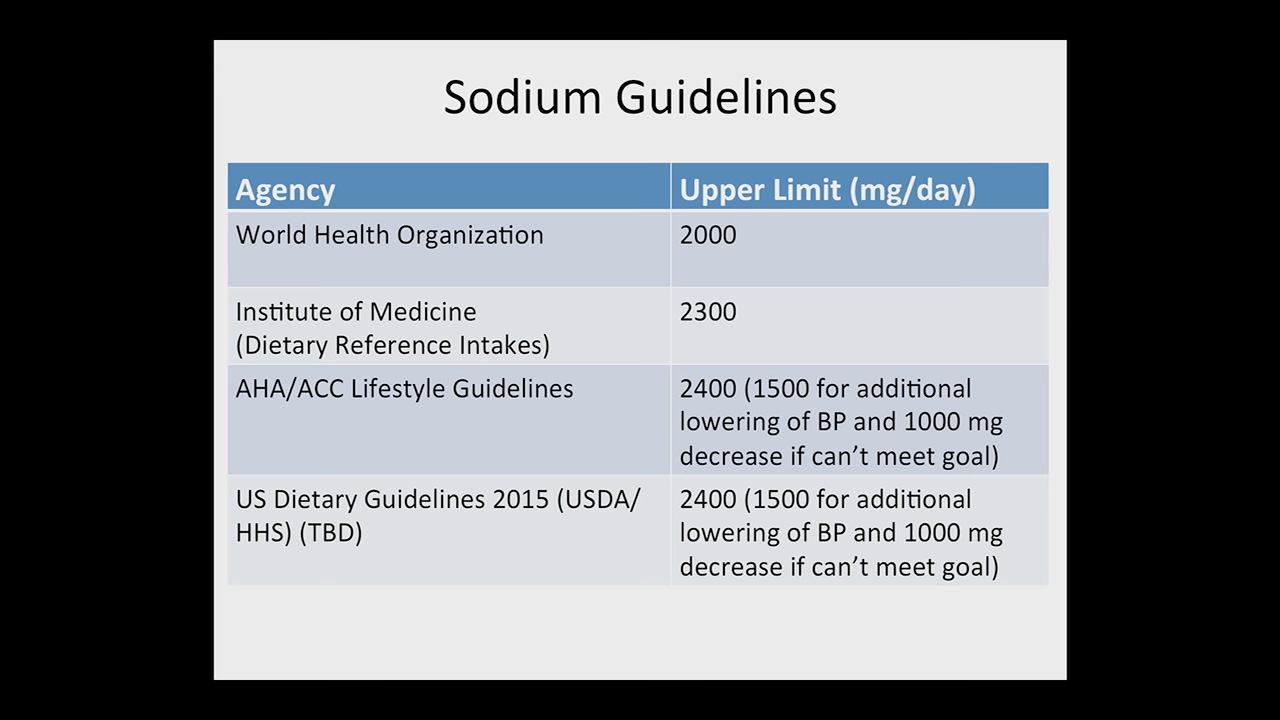 Sodium Guidelines
Agency
Upper Limit (mg/day)
World Health Organization
2000
Institute of Medicine
(Dietary Reference Intakes)
2300
AHA/ACC Lifestyle Guidelines
2400 (1500 for additional
lowering of BP and 1000 mg
decrease if can't meet goal)
US Dietary Guidelines 2015 (USDA/
HHS) (TBD)
2400 (1500 for additional
lowering of BP and 1000 mg
decrease if can't meet goal)